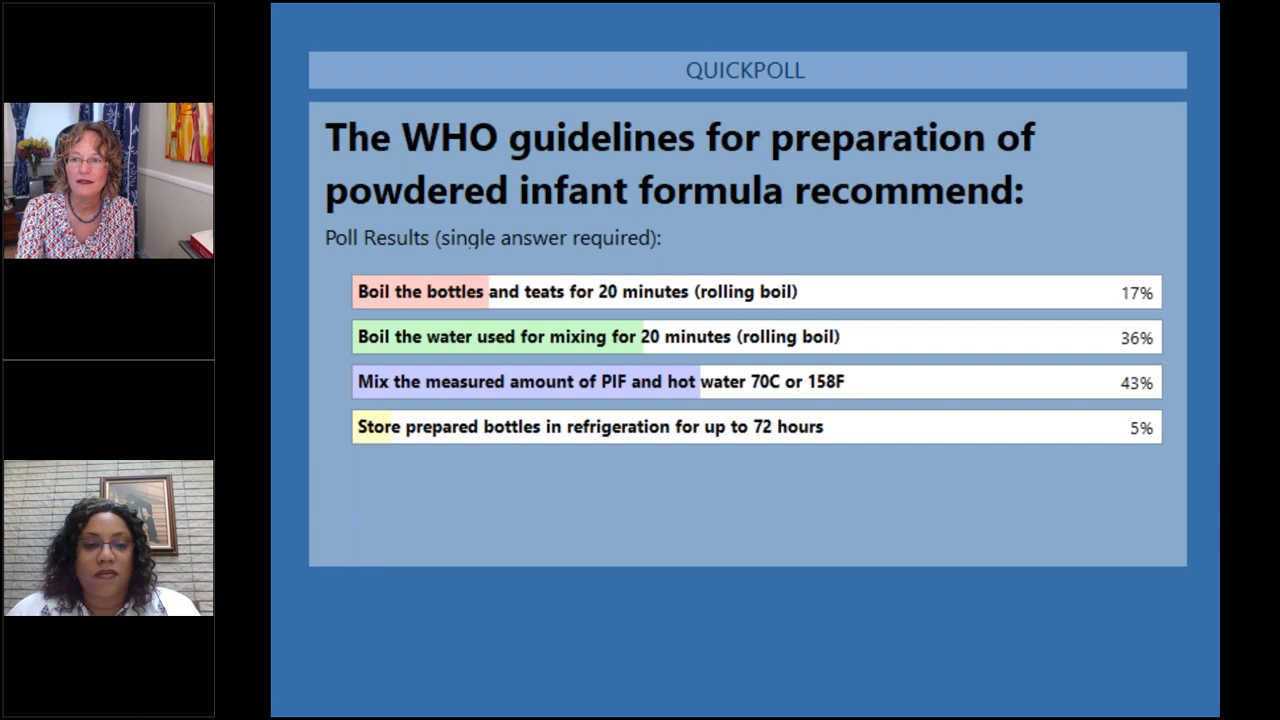 QUICKPOLL
The WHO guidelines for preparation of
powdered infant formula recommend:
Poll Results (single answer required):
Boil the bottles and teats for 20 minutes (rolling boil) 17%
Boil the water used for mixing for 20 minutes (rolling boil) 36%
Mix the measured amount of PIF and hot water 70C or 158F 43%
Store prepared bottles in refrigeration for up to 72 hours 5%